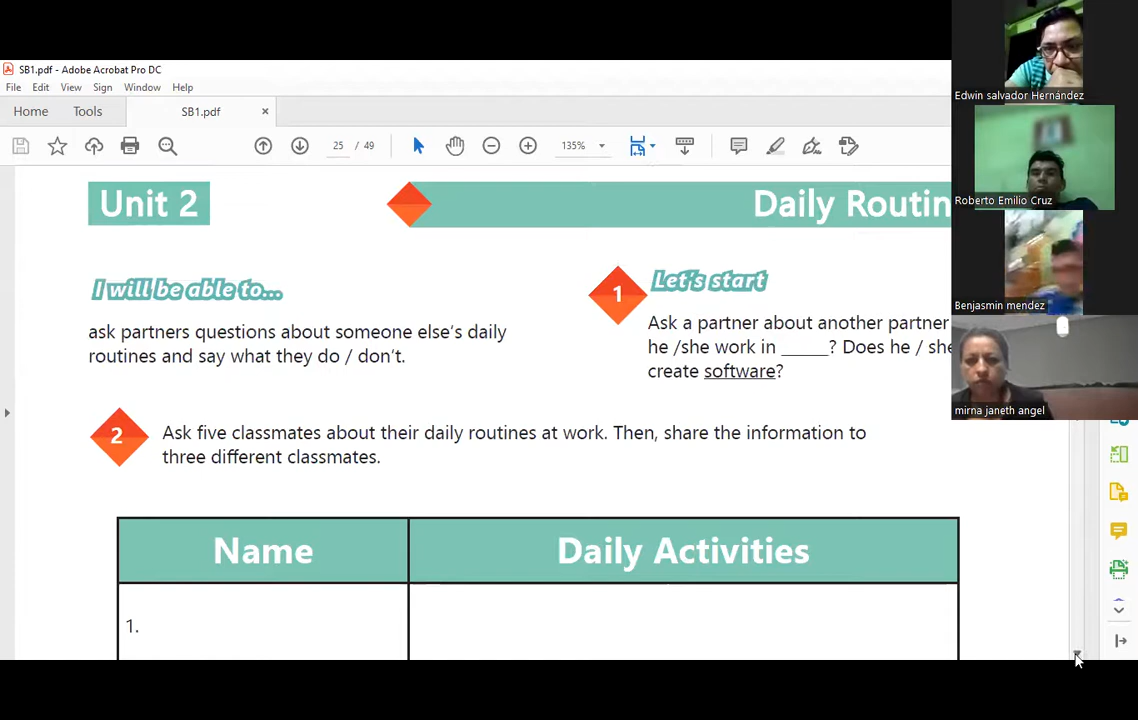 SB1.pdf - Adobe Acrobat Pro DC
File Edit View Sign Window Help
Home Tools SB1.pdf ×
25 / 49 135%
Unit 2
Daily Routin
I will be able to...
ask partners questions about someone else's daily
routines and say what they do / don't.
1
Let's start
Ask a partner about another partner
he /she work in _____? Does he / she
create software?
2
Ask five classmates about their daily routines at work. Then, share the information to
three different classmates.
Name Daily Activities
1.
Edwin salvador Hernández
Roberto Emilio Cruz
Benjasmin mendez
mirna janeth angel